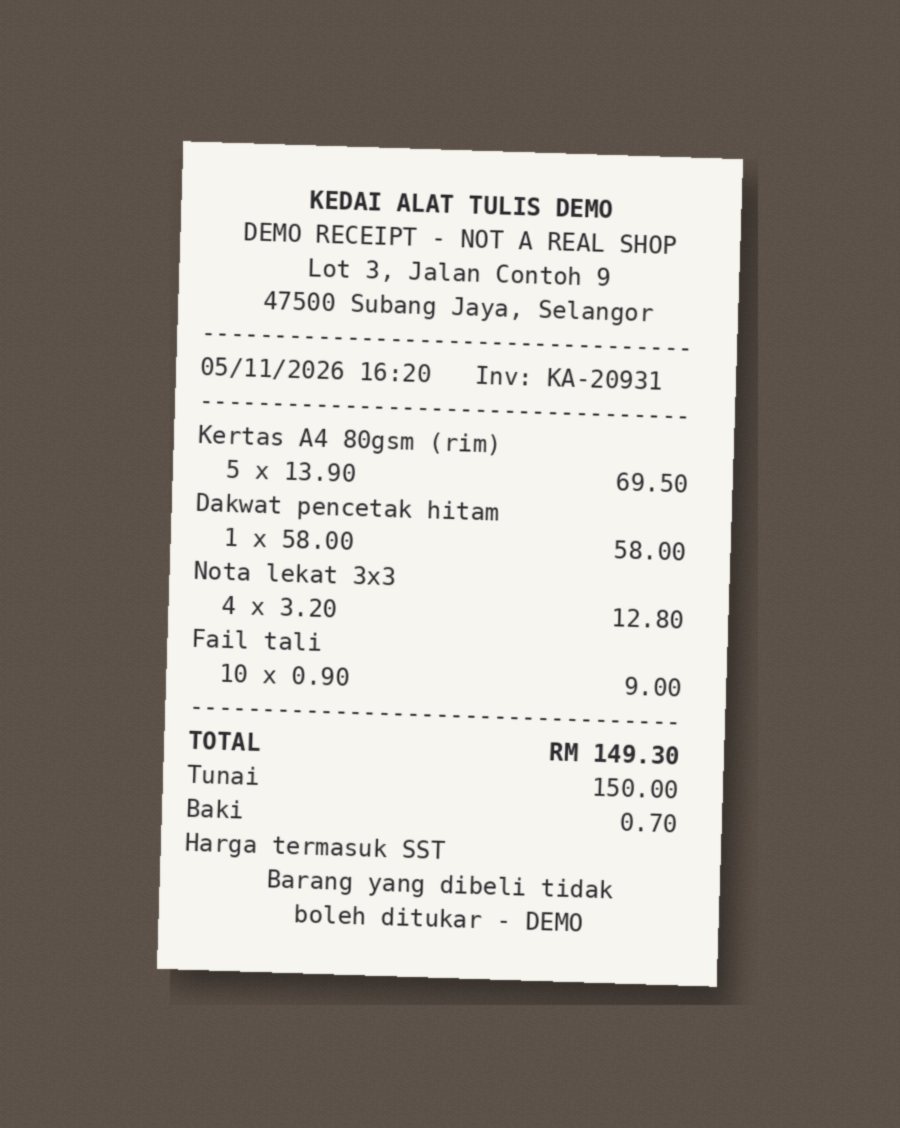 KEDAI ALAT TULIS DEMO
DEMO RECEIPT - NOT A REAL SHOP
Lot 3, Jalan Contoh 9
47500 Subang Jaya, Selangor
----------------------------------
05/11/2026 16:20   Inv: KA-20931
----------------------------------
Kertas A4 80gsm (rim)
5 x 13.90 69.50
Dakwat pencetak hitam
1 x 58.00 58.00
Nota lekat 3x3
4 x 3.20 12.80
Fail tali
10 x 0.90 9.00
----------------------------------
TOTAL RM 149.30
Tunai 150.00
Baki 0.70
Harga termasuk SST
Barang yang dibeli tidak
boleh ditukar - DEMO